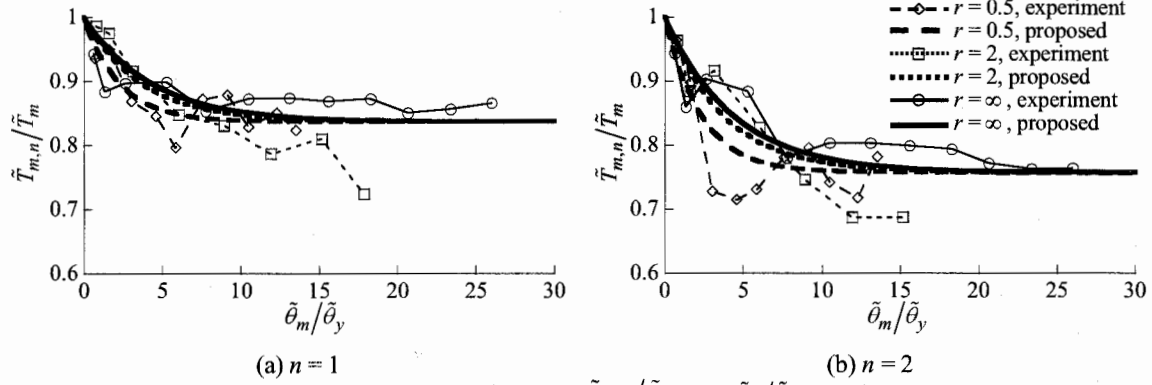 1
0.9
0.8
0.7
0.6
T̃m,n/T̃m
0 5 10 15 20 25 30
θ̃m/θ̃y
(a) n = 1
1
0.9
0.8
0.7
0.6
T̃m,n/T̃m
0 5 10 15 20 25 30
θ̃m/θ̃y
(b) n = 2
r = 0.5, experiment
r = 0.5, proposed
r = 2, experiment
r = 2, proposed
r = ∞, experiment
r = ∞, proposed